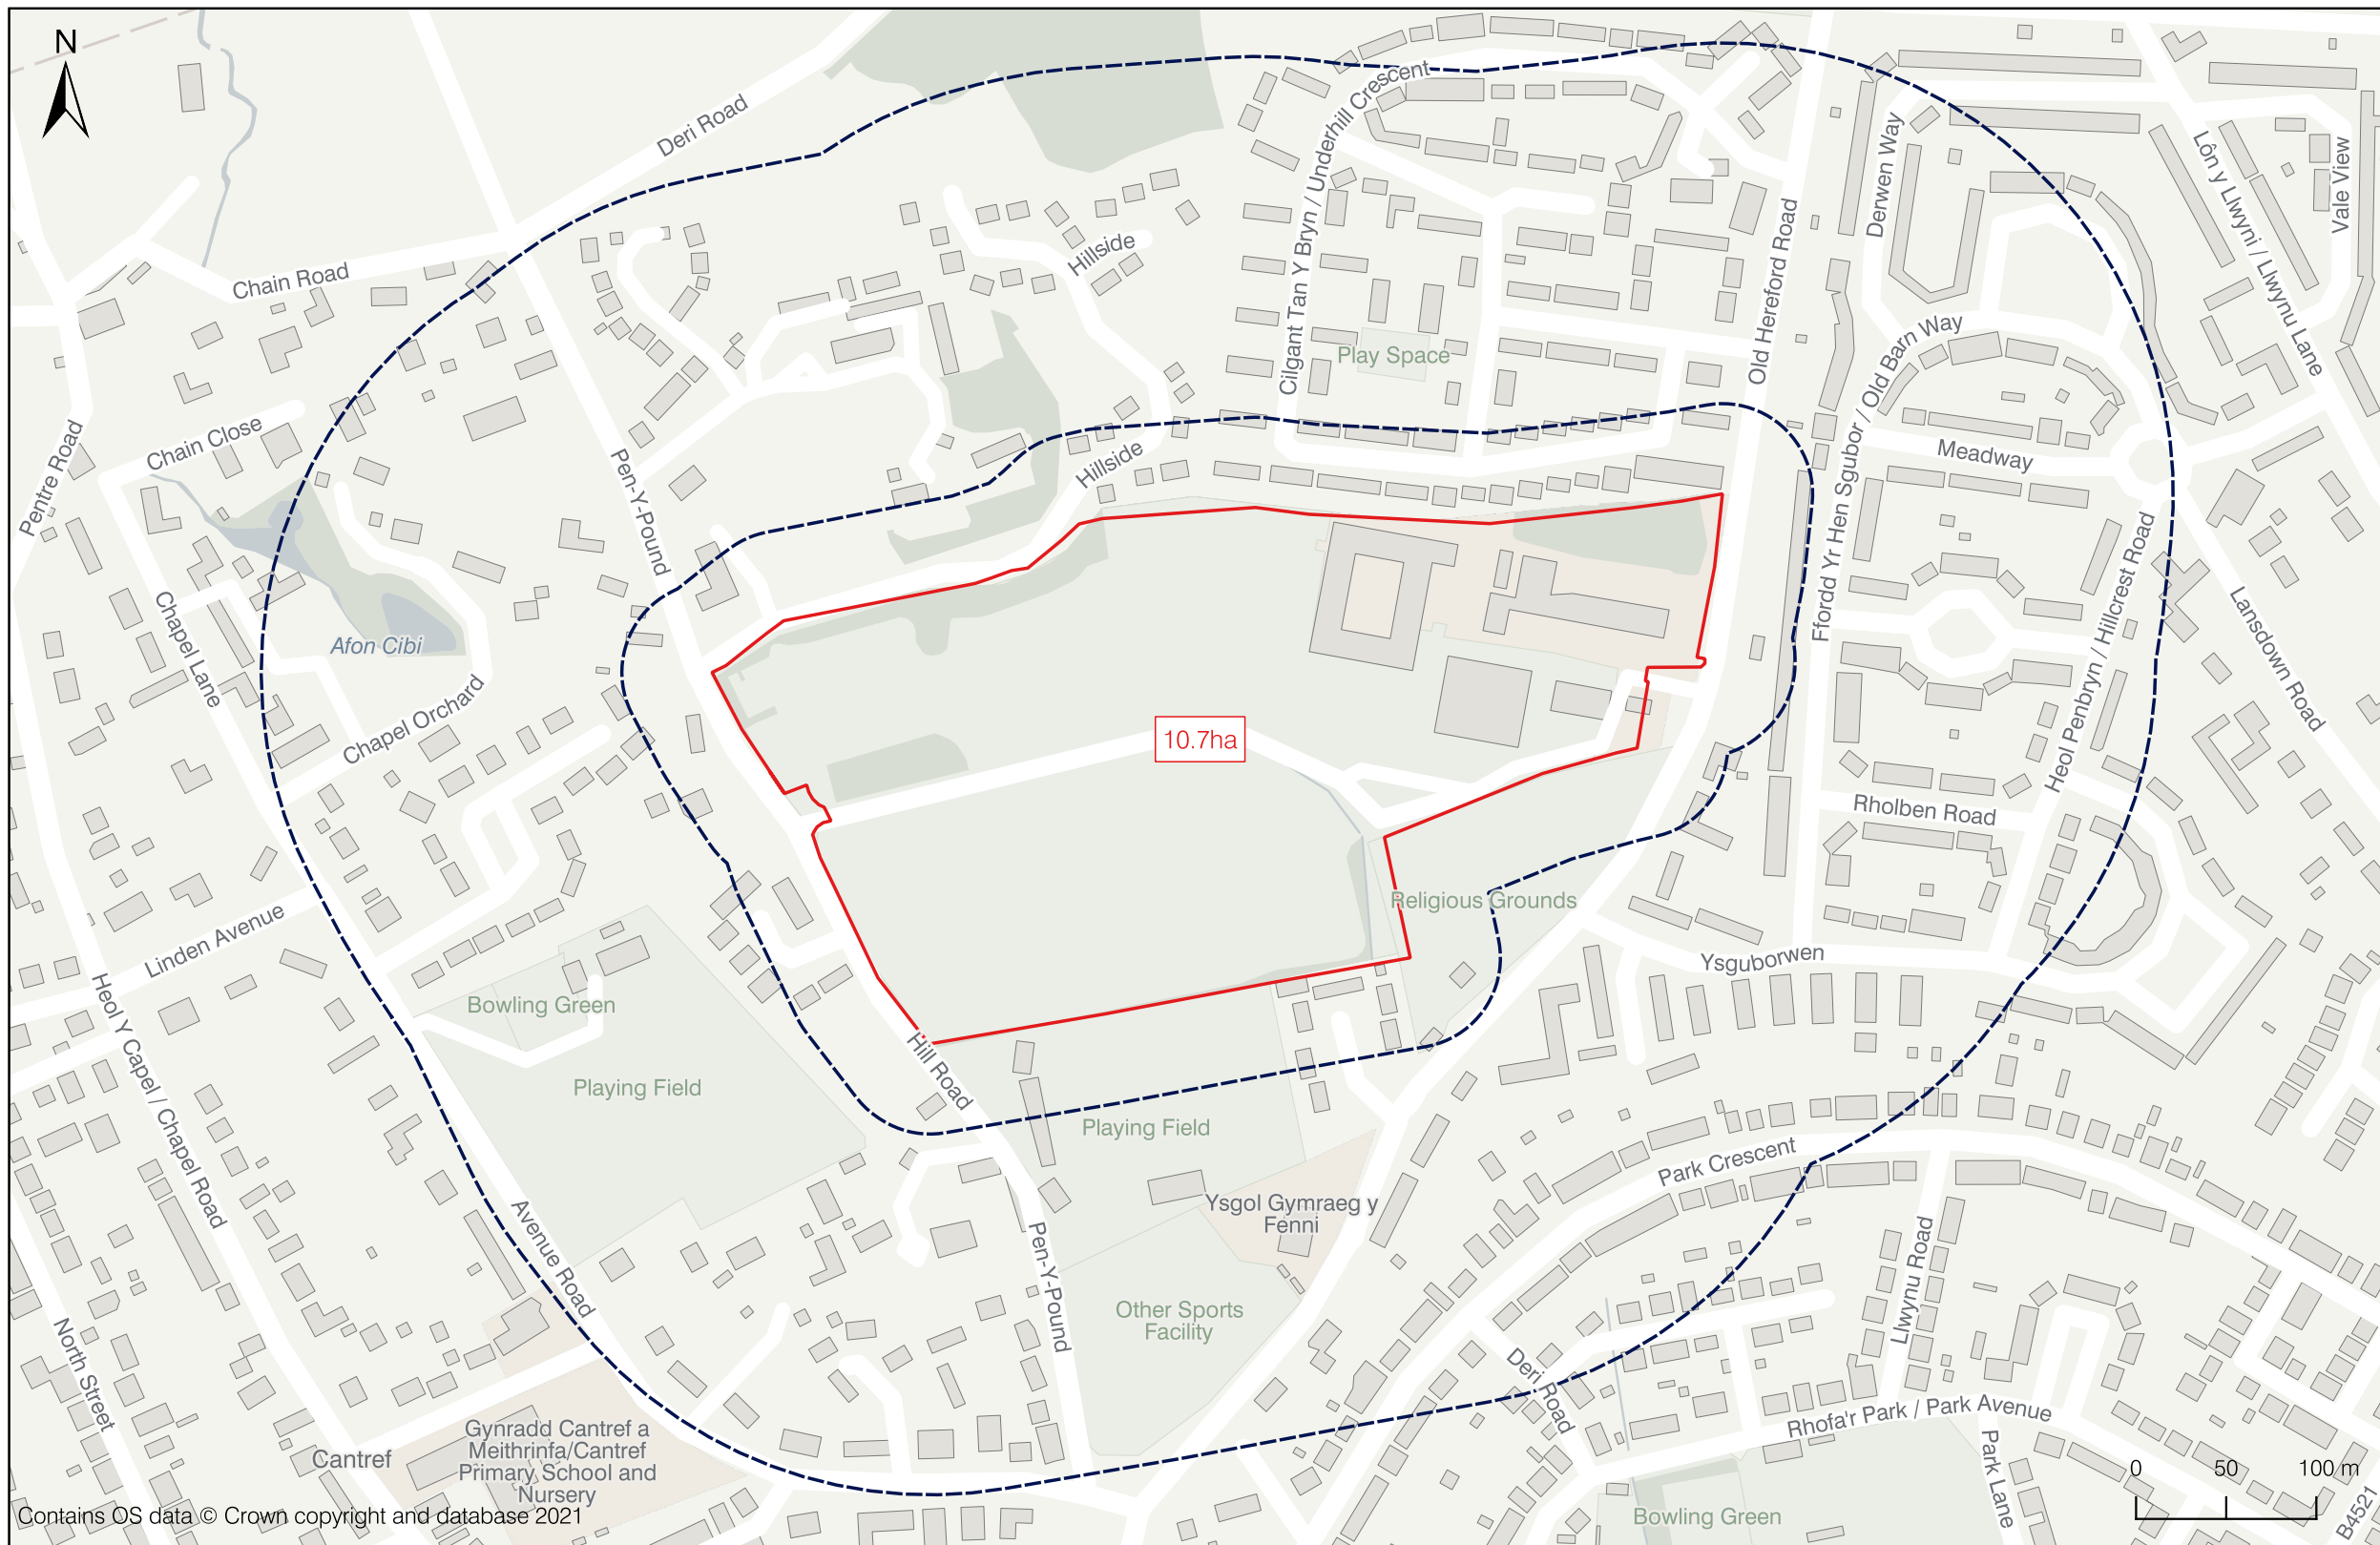 N
Deri Road
Cilgant Tan Y Bryn / Underhill Crescent
Derwen Way
Lôn y Llwyni / Llwynu Lane
Vale View
Chain Road
Hillside
Old Hereford Road
Play Space
Ffordd Yr Hen Sgubor / Old Barn Way
Chain Close
Pentre Road
Pen-Y-Pound
Hillside
Meadway
Afon Cibi
Chapel Lane
Chapel Orchard
Heol Penbryn / Hillcrest Road
Lansdown Road
10.7ha
Rholben Road
Religious Grounds
Linden Avenue
Ysguborwen
Bowling Green
Heol Y Capel / Chapel Road
Playing Field
Hill Road
Playing Field
Park Crescent
Ysgol Gymraeg y
Fenni
Avenue Road
Pen-Y-Pound
Other Sports
Facility
Llwynu Road
North Street
Deri Road
Rhofa'r Park / Park Avenue
Gynradd Cantref a
Meithrinfa/Cantref
Primary School and
Nursery
Cantref
Park Lane
Bowling Green
B4521
0 50 100 m
Contains OS data © Crown copyright and database 2021